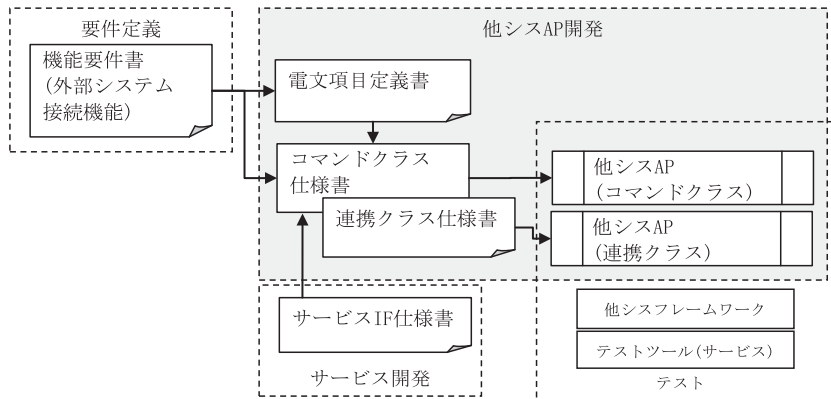 要件定義
機能要件書
(外部システム
接続機能)
他シスAP開発
電文項目定義書
コマンドクラス
仕様書
連携クラス仕様書
他シスAP
(コマンドクラス)
他シスAP
(連携クラス)
サービスIF仕様書
サービス開発
他シスフレームワーク
テストツール(サービス)
テスト